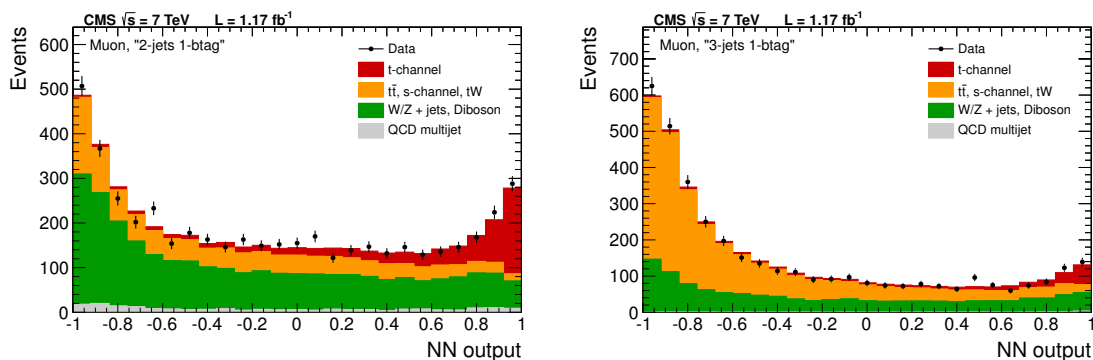 CMS √s = 7 TeV L = 1.17 fb⁻¹
Muon, "2-jets 1-btag"
Events
600
500
400
300
200
100
0
Data
t-channel
tt̄, s-channel, tW
W/Z + jets, Diboson
QCD multijet
-1 -0.8 -0.6 -0.4 -0.2 0 0.2 0.4 0.6 0.8 1
NN output
CMS √s = 7 TeV L = 1.17 fb⁻¹
Muon, "3-jets 1-btag"
Events
700
600
500
400
300
200
100
0
Data
t-channel
tt̄, s-channel, tW
W/Z + jets, Diboson
QCD multijet
-1 -0.8 -0.6 -0.4 -0.2 0 0.2 0.4 0.6 0.8 1
NN output